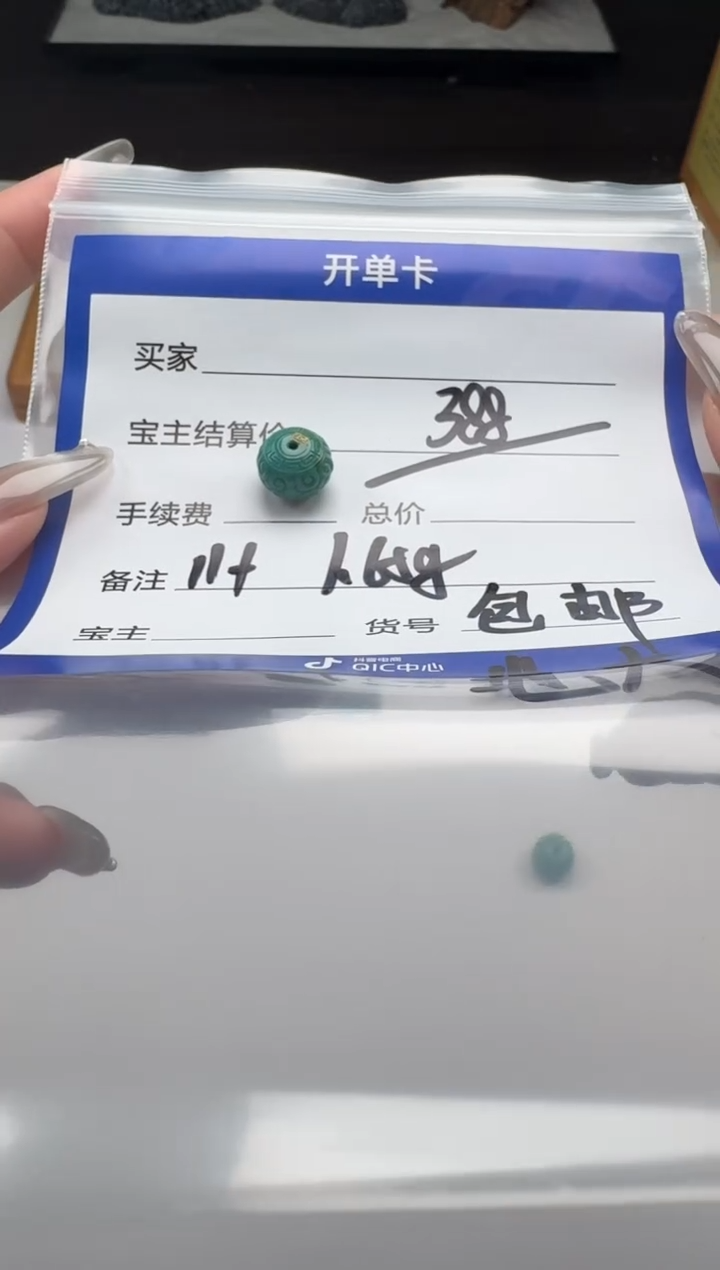 开单卡
买家
宝主结算价 388
手续费 总价
备注 11+ 1.65g
宝主 货号 包邮
抖音电商
QIC中心